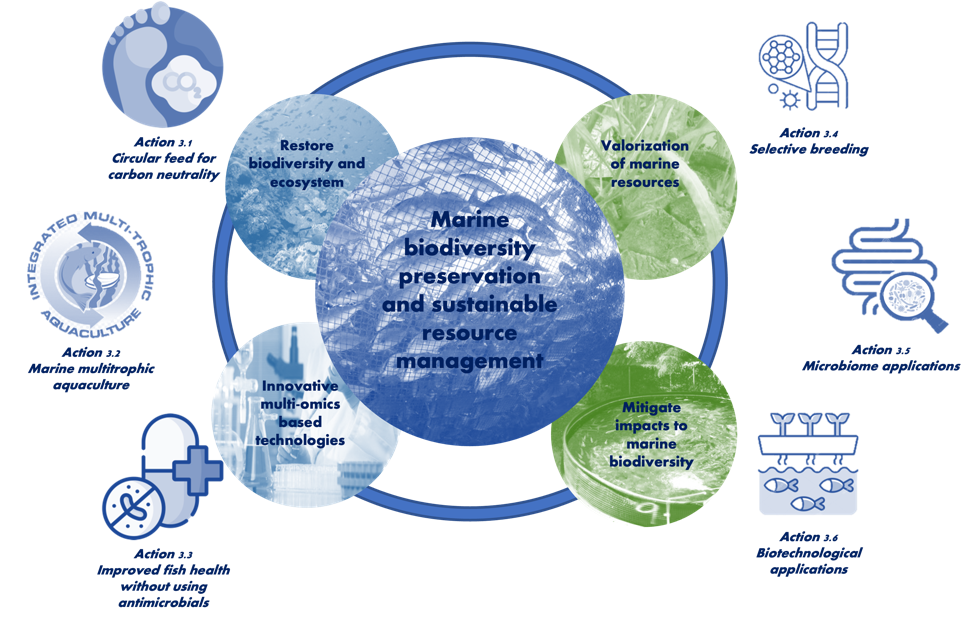 CO2
Action 3.1
Circular feed for
carbon neutrality
INTEGRATED MULTI-TROPHIC
AQUACULTURE
Action 3.2
Marine multitrophic
aquaculture
Action 3.3
Improved fish health
without using
antimicrobials
Restore
biodiversity and
ecosystem
Innovative
multi-omics
based
technologies
Marine
biodiversity
preservation
and sustainable
resource
management
Valorization
of marine
resources
Mitigate
impacts to
marine
biodiversity
Action 3.4
Selective breeding
Action 3.5
Microbiome applications
Action 3.6
Biotechnological
applications